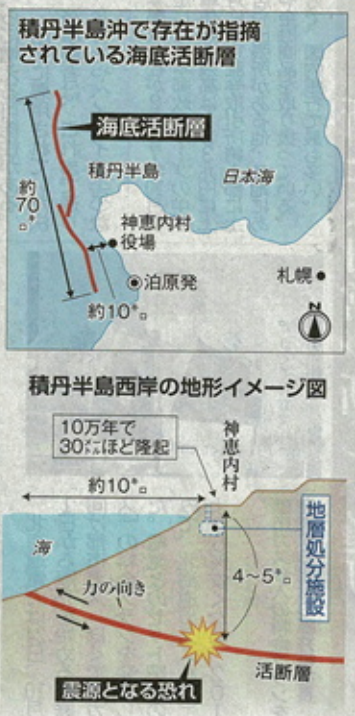 積丹半島沖で存在が指摘
されている海底活断層
海底活断層
積丹半島
日本海
約
70
㌔
神恵内村
役場
約10㌔
泊原発
札幌
N
積丹半島西岸の地形イメージ図
10万年で
30㍍ほど隆起
神恵内村
約10㌔
地層処分施設
海
力の向き
4〜5㌔
活断層
震源となる恐れ